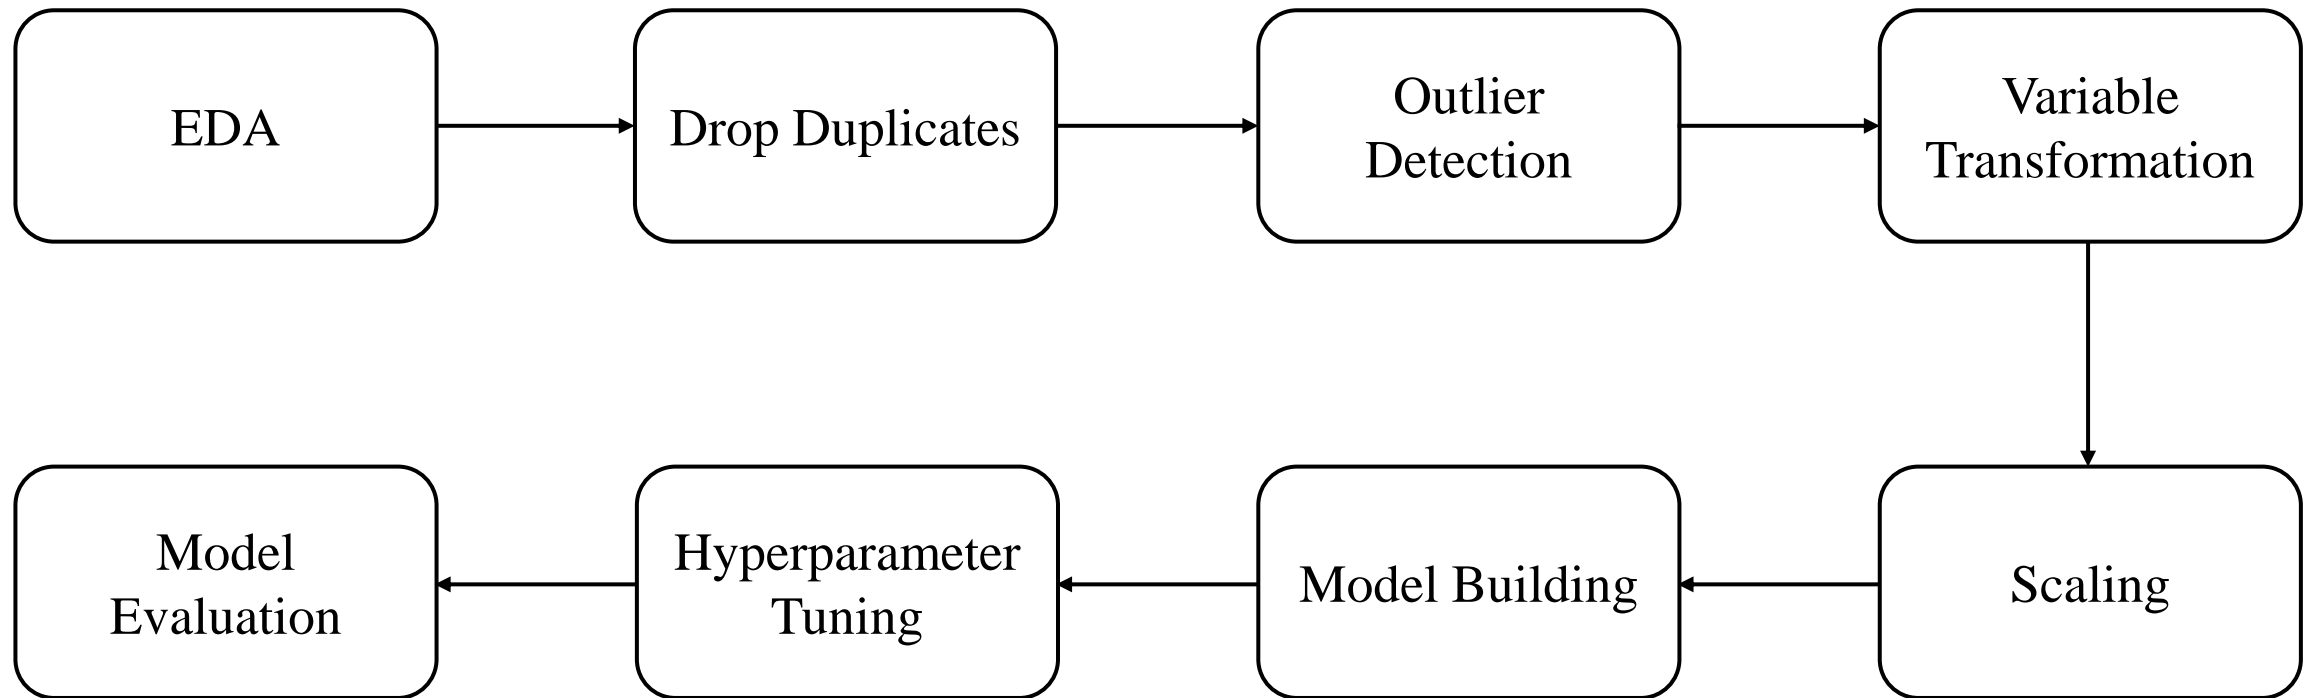 EDA
Drop Duplicates
Outlier
Detection
Variable
Transformation
Model
Evaluation
Hyperparameter
Tuning
Model Building
Scaling